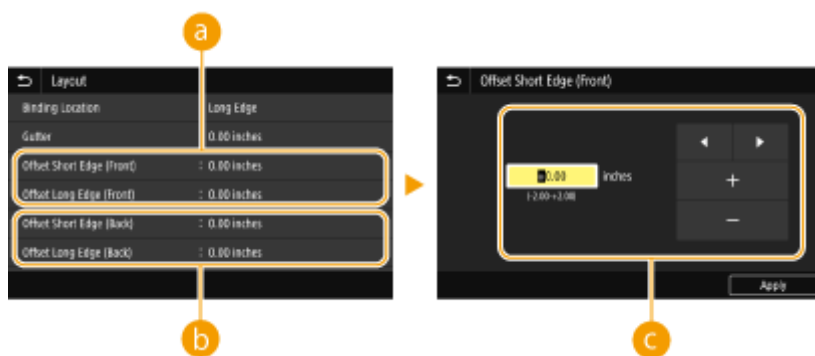 a
Layout
Binding Location Long Edge
Gutter 0.00 inches
Offset Short Edge (Front) : 0.00 inches
Offset Long Edge (Front) : 0.00 inches
Offset Short Edge (Back) : 0.00 inches
Offset Long Edge (Back) : 0.00 inches
b
Offset Short Edge (Front)
0.00 inches
(-2.00-+2.00)
+
−
Apply
c